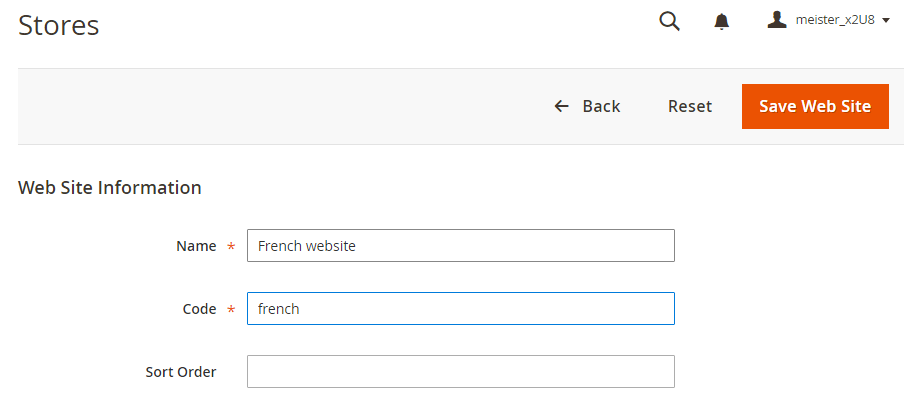 Stores
meister_x2U8
Back Reset Save Web Site
Web Site Information
Name * French website
Code * french
Sort Order